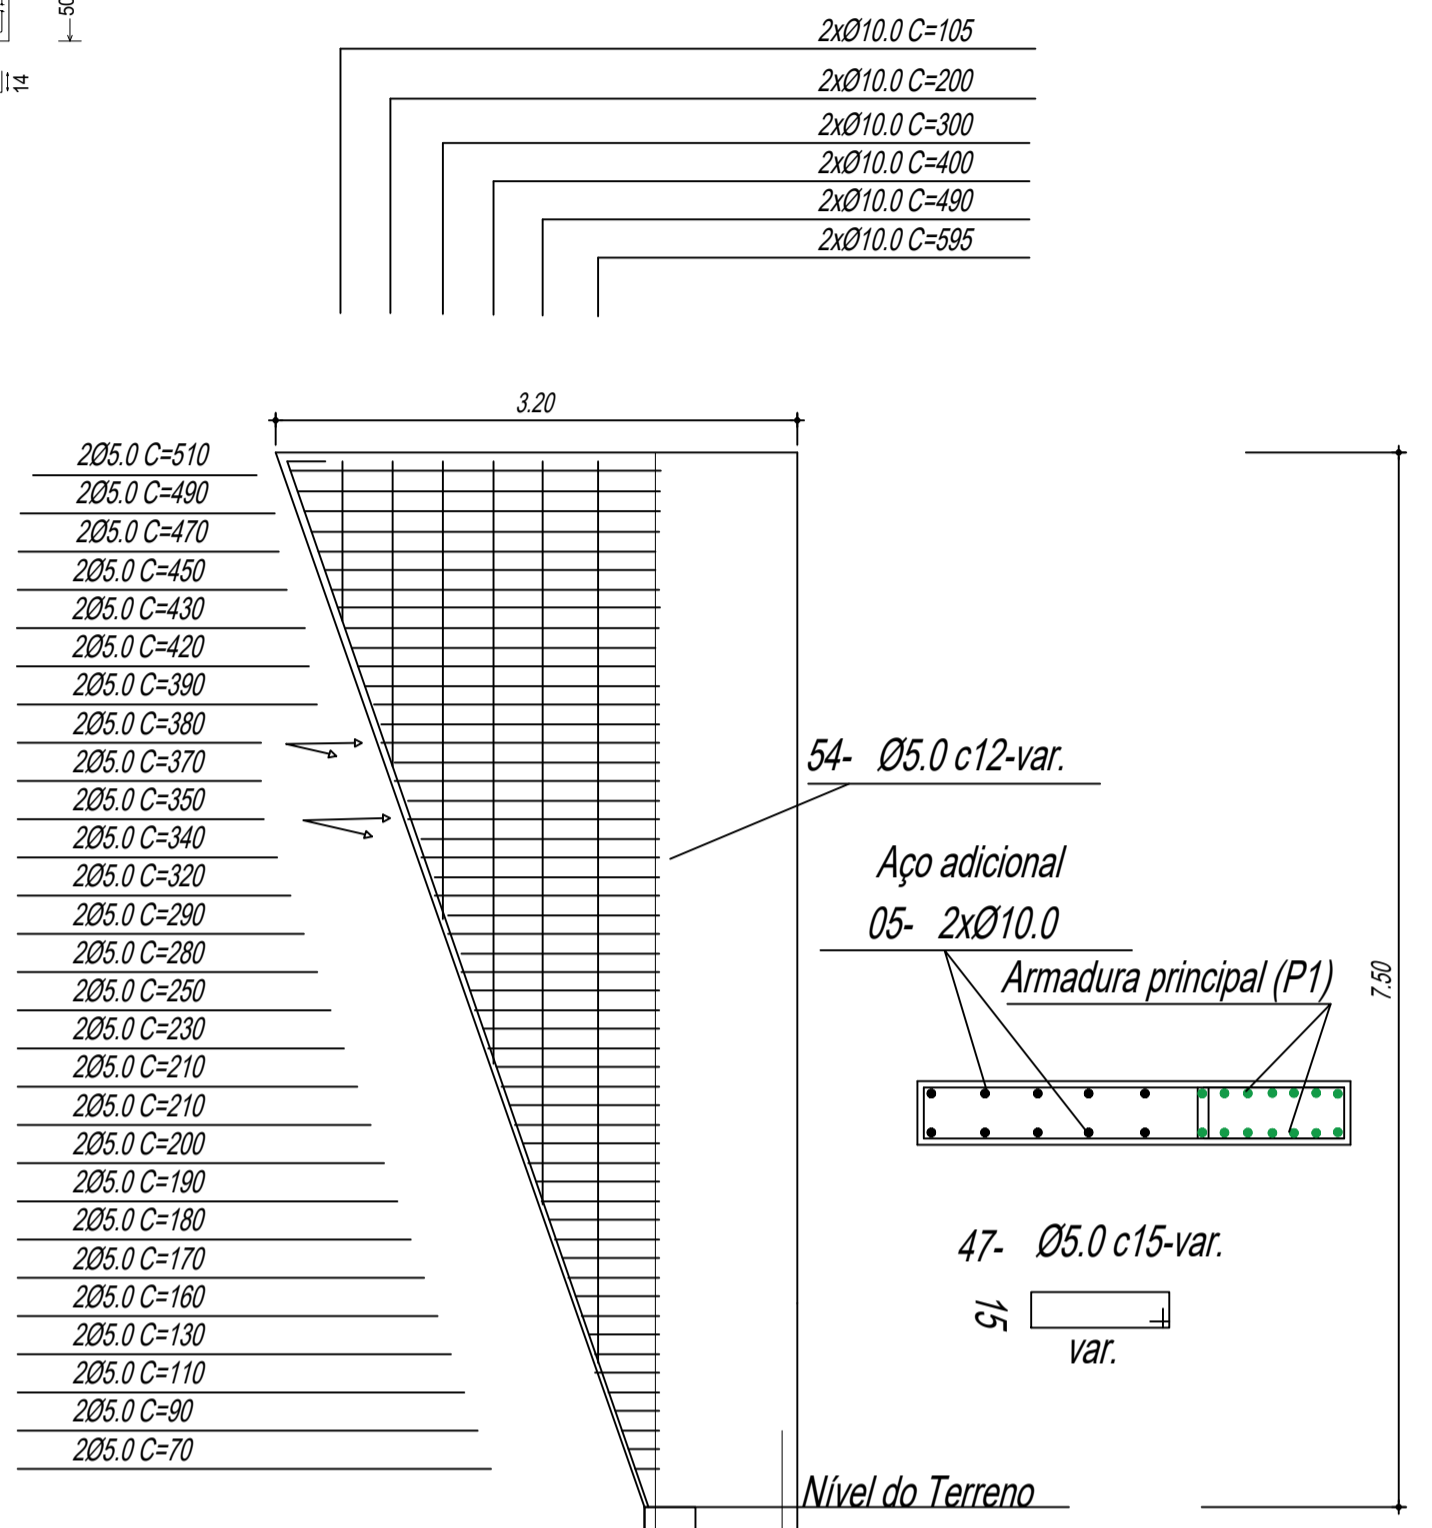 50
14
2xØ10.0 C=105
2xØ10.0 C=200
2xØ10.0 C=300
2xØ10.0 C=400
2xØ10.0 C=490
2xØ10.0 C=595
3.20
2Ø5.0 C=510
2Ø5.0 C=490
2Ø5.0 C=470
2Ø5.0 C=450
2Ø5.0 C=430
2Ø5.0 C=420
2Ø5.0 C=390
2Ø5.0 C=380
2Ø5.0 C=370
2Ø5.0 C=350
2Ø5.0 C=340
2Ø5.0 C=320
2Ø5.0 C=290
2Ø5.0 C=280
2Ø5.0 C=250
2Ø5.0 C=230
2Ø5.0 C=210
2Ø5.0 C=210
2Ø5.0 C=200
2Ø5.0 C=190
2Ø5.0 C=180
2Ø5.0 C=170
2Ø5.0 C=160
2Ø5.0 C=130
2Ø5.0 C=110
2Ø5.0 C=90
2Ø5.0 C=70
54- Ø5.0 c12-var.
Aço adicional
05- 2xØ10.0
Armadura principal (P1)
7.50
47- Ø5.0 c15-var.
15
var.
Nível do Terreno